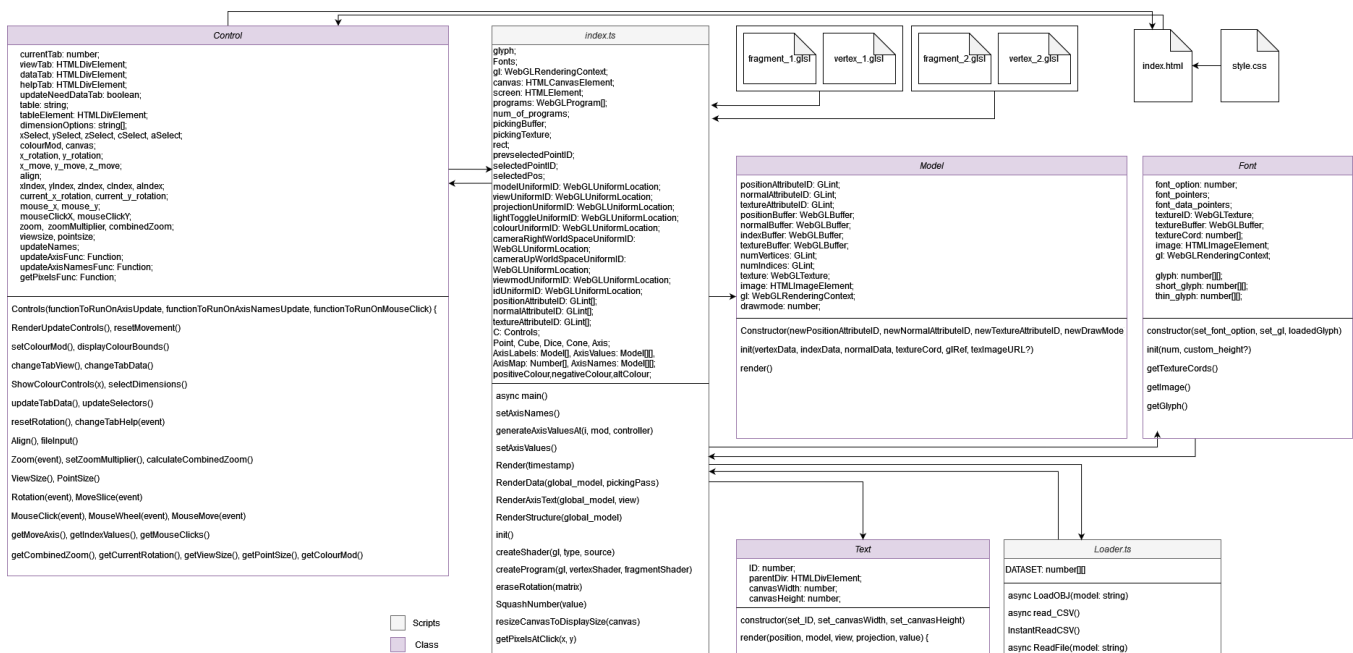 Control
currentTab: number;
viewTab: HTMLDivElement;
dataTab: HTMLDivElement;
helpTab: HTMLDivElement;
updateNeedDataTab: boolean;
table: string;
tableElement: HTMLDivElement;
dimensionOptions: string[];
xSelect, ySelect, zSelect, cSelect, aSelect;
colourMod, canvas;
x_rotation, y_rotation;
x_move, y_move, z_move;
align;
xIndex, yIndex, zIndex, cIndex, aIndex;
current_x_rotation, current_y_rotation;
mouse_x, mouse_y;
mouseClickX, mouseClickY;
zoom, zoomMultiplier, combinedZoom;
viewsize, pointsize;
updateNames;
updateAxisFunc: Function;
updateAxisNamesFunc: Function;
getPixelsFunc: Function;
Controls(functionToRunOnAxisUpdate, functionToRunOnAxisNamesUpdate, functionToRunOnMouseClick) {
RenderUpdateControls(), resetMovement()
setColourMod(), displayColourBounds()
changeTabView(), changeTabData()
ShowColourControls(x), selectDimensions()
updateTabData(), updateSelectors()
resetRotation(), changeTabHelp(event)
Align(), fileInput()
Zoom(event), setZoomMultiplier(), calculateCombinedZoom()
ViewSize(), PointSize()
Rotation(event), MoveSlice(event)
MouseClick(event), MouseWheel(event), MouseMove(event)
getMoveAxis(), getIndexValues(), getMouseClicks()
getCombinedZoom(), getCurrentRotation(), getViewSize(), getPointSize(), getColourMod()
Scripts
Class
index.ts
glyph;
Fonts;
gl: WebGLRenderingContext;
canvas: HTMLCanvasElement;
screen: HTMLElement;
programs: WebGLProgram[];
num_of_programs;
pickingBuffer;
pickingTexture;
rect;
prevselectedPointID;
selectedPointID;
selectedPos;
modelUniformID: WebGLUniformLocation;
viewUniformID: WebGLUniformLocation;
projectionUniformID: WebGLUniformLocation;
lightToggleUniformID: WebGLUniformLocation;
colourUniformID: WebGLUniformLocation;
cameraRightWorldSpaceUniformID:
WebGLUniformLocation;
cameraUpWorldSpaceUniformID:
WebGLUniformLocation;
viewmodUniformID: WebGLUniformLocation;
idUniformID: WebGLUniformLocation;
positionAttributeID: GLint[];
normalAttributeID: GLint[];
textureAttributeID: GLint[];
C: Controls;
Point, Cube, Dice, Cone, Axis;
AxisLabels: Model[], AxisValues: Model[][],
AxisMap: Number[], AxisNames: Model[][];
positiveColour,negativeColour,altColour;
async main()
setAxisNames()
generateAxisValuesAt(i, mod, controller)
setAxisValues()
Render(timestamp)
RenderData(global_model, pickingPass)
RenderAxisText(global_model, view)
RenderStructure(global_model)
init()
createShader(gl, type, source)
createProgram(gl, vertexShader, fragmentShader)
eraseRotation(matrix)
SquashNumber(value)
resizeCanvasToDisplaySize(canvas)
getPixelsAtClick(x, y)
fragment_1.glsl
vertex_1.glsl
fragment_2.glsl
vertex_2.glsl
index.html
style.css
Model
positionAttributeID: GLint;
normalAttributeID: GLint;
textureAttributeID: GLint;
positionBuffer: WebGLBuffer;
normalBuffer: WebGLBuffer;
indexBuffer: WebGLBuffer;
textureBuffer: WebGLBuffer;
numVertices: GLint;
numIndices: GLint;
texture: WebGLTexture;
image: HTMLImageElement;
gl: WebGLRenderingContext;
drawmode: number;
Constructor(newPositionAttributeID, newNormalAttributeID, newTextureAttributeID, newDrawMode
init(vertexData, indexData, normalData, textureCord, glRef, texImageURL?)
render()
Font
font_option: number;
font_pointers;
font_data_pointers;
textureID: WebGLTexture;
textureBuffer: WebGLBuffer;
textureCord: number[];
image: HTMLImageElement;
gl: WebGLRenderingContext;
glyph: number[][];
short_glyph: number[][];
thin_glyph: number[][];
constructor(set_font_option, set_gl, loadedGlyph)
init(num, custom_height?)
getTextureCords()
getImage()
getGlyph()
Text
ID: number;
parentDiv: HTMLDivElement;
canvasWidth: number;
canvasHeight: number;
constructor(set_ID, set_canvasWidth, set_canvasHeight)
render(position, model, view, projection, value) {
Loader.ts
DATASET: number[][]
async LoadOBJ(model: string)
async read_CSV()
InstantReadCSV()
async ReadFile(model: string)